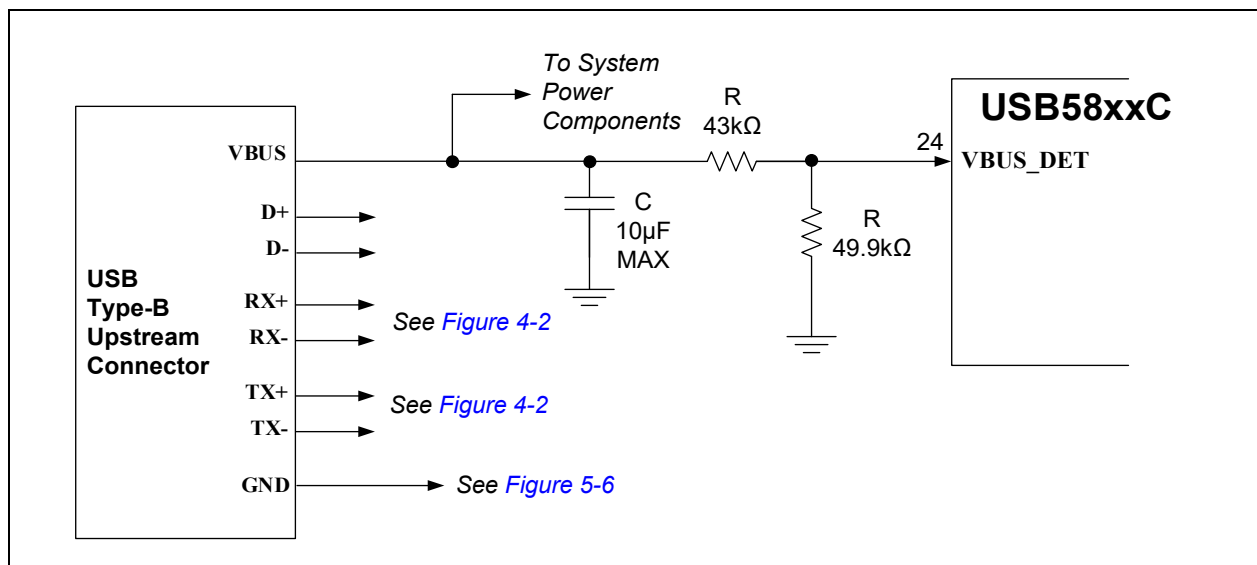 To System
Power
Components
R
43kΩ
USB58xxC
24
VBUS_DET
VBUS
C
10µF
MAX
R
49.9kΩ
D+
D-
USB
Type-B
Upstream
Connector
RX+
RX-
See Figure 4-2
TX+
TX-
See Figure 4-2
GND
See Figure 5-6